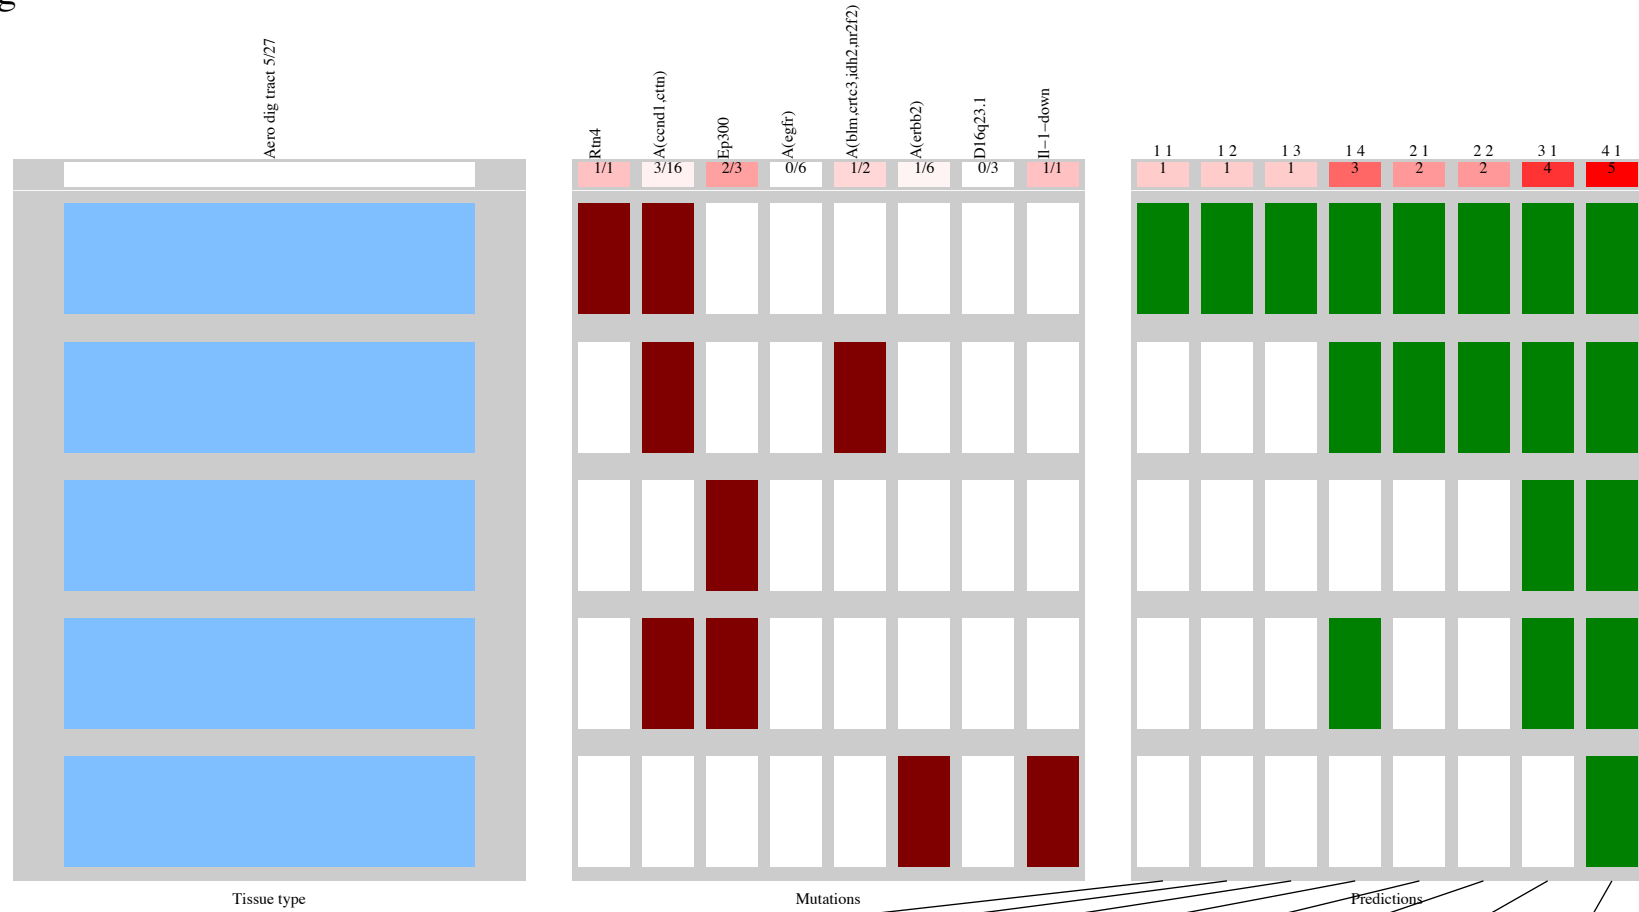 Aero dig tract 5/27
Rtn4
A(ccnd1,cttn)
Ep300
A(egfr)
A(blm,crtc3,idh2,nr2f2)
A(erbb2)
D16q23.1
Il−1−down
1/1 3/16 2/3 0/6 1/2 1/6 0/3 1/1
1 1 1 2 1 3 1 4 2 1 2 2 3 1 4 1
1 1 1 3 2 2 4 5
Tissue type
Mutations
Predictions